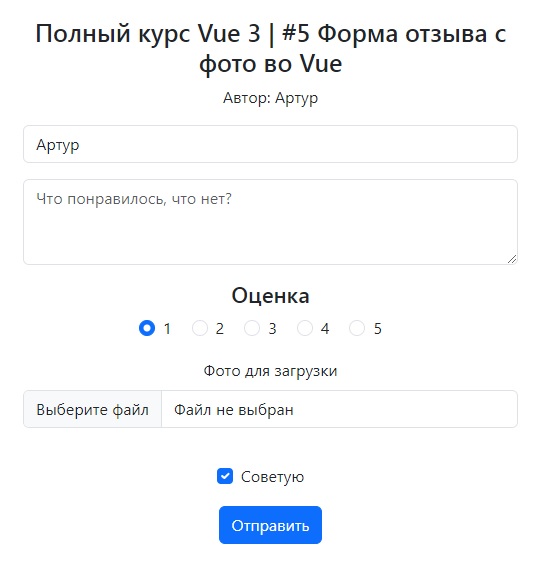 Полный курс Vue 3 | #5 Форма отзыва с
фото во Vue
Автор: Артур
Артур
Что понравилось, что нет?
Оценка
1 2 3 4 5
Фото для загрузки
Выберите файл Файл не выбран
Советую
Отправить